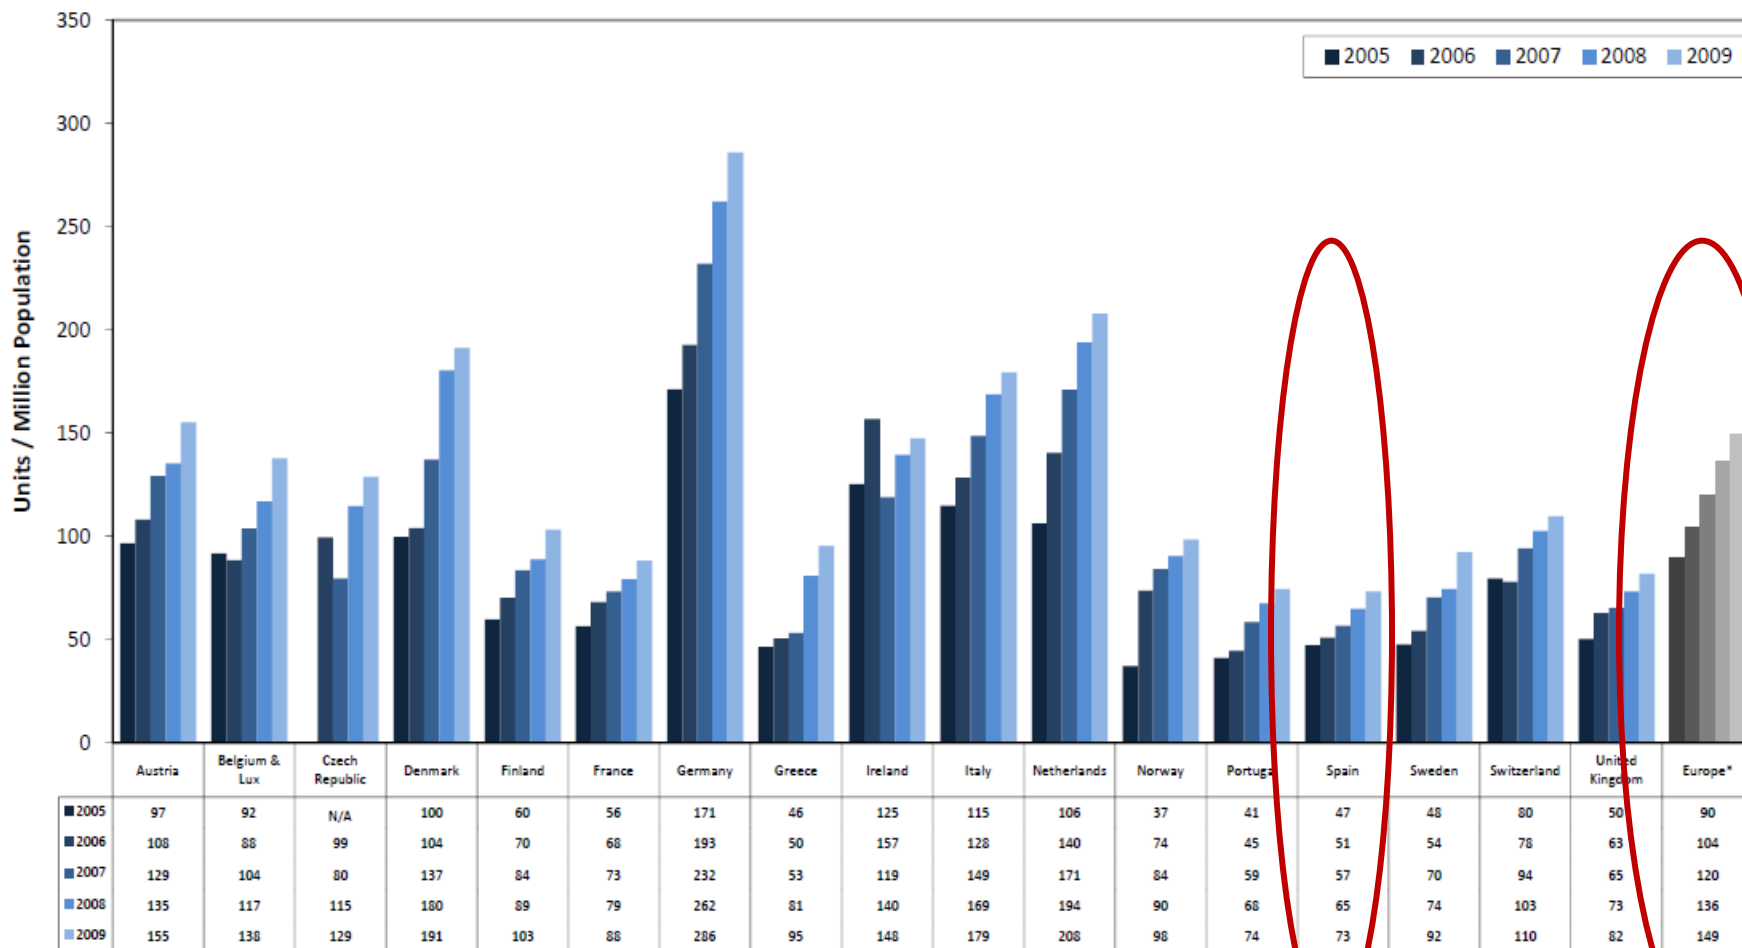 350
2005 2006 2007 2008 2009
300
250
200
150
100
50
0
Units / Million Population
Austria Belgium & Lux Czech Republic Denmark Finland France Germany Greece Ireland Italy Netherlands Norway Portugal Spain Sweden Switzerland United Kingdom Europe*
2005 97 92 N/A 100 60 56 171 46 125 115 106 37 41 47 48 80 50 90
2006 108 88 99 104 70 68 193 50 157 128 140 74 45 51 54 78 63 104
2007 129 104 80 137 84 73 232 53 119 149 171 84 59 57 70 94 65 120
2008 135 117 115 180 89 79 262 81 140 169 194 90 68 65 74 103 73 136
2009 155 138 129 191 103 88 286 95 148 179 208 98 74 73 92 110 82 149